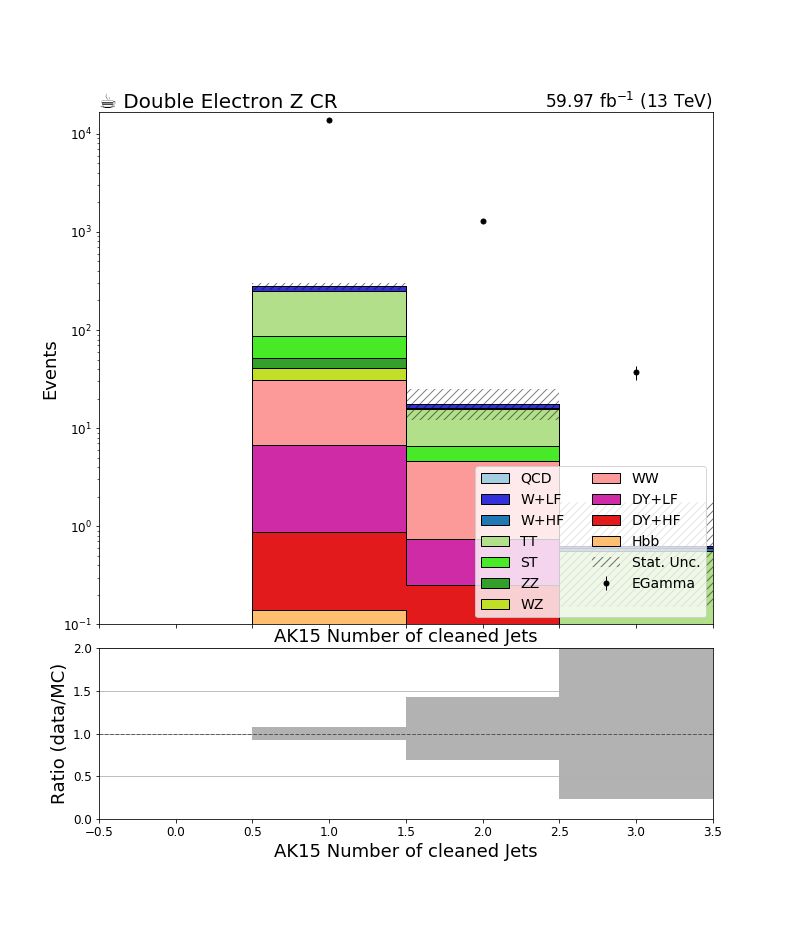 ☕ Double Electron Z CR
59.97 fb⁻¹ (13 TeV)
Events
10⁴
10³
10²
10¹
10⁰
10⁻¹
QCD
W+LF
W+HF
TT
ST
ZZ
WZ
WW
DY+LF
DY+HF
Hbb
Stat. Unc.
EGamma
AK15 Number of cleaned Jets
Ratio (data/MC)
2.0
1.5
1.0
0.5
0.0
−0.5 0.0 0.5 1.0 1.5 2.0 2.5 3.0 3.5
AK15 Number of cleaned Jets